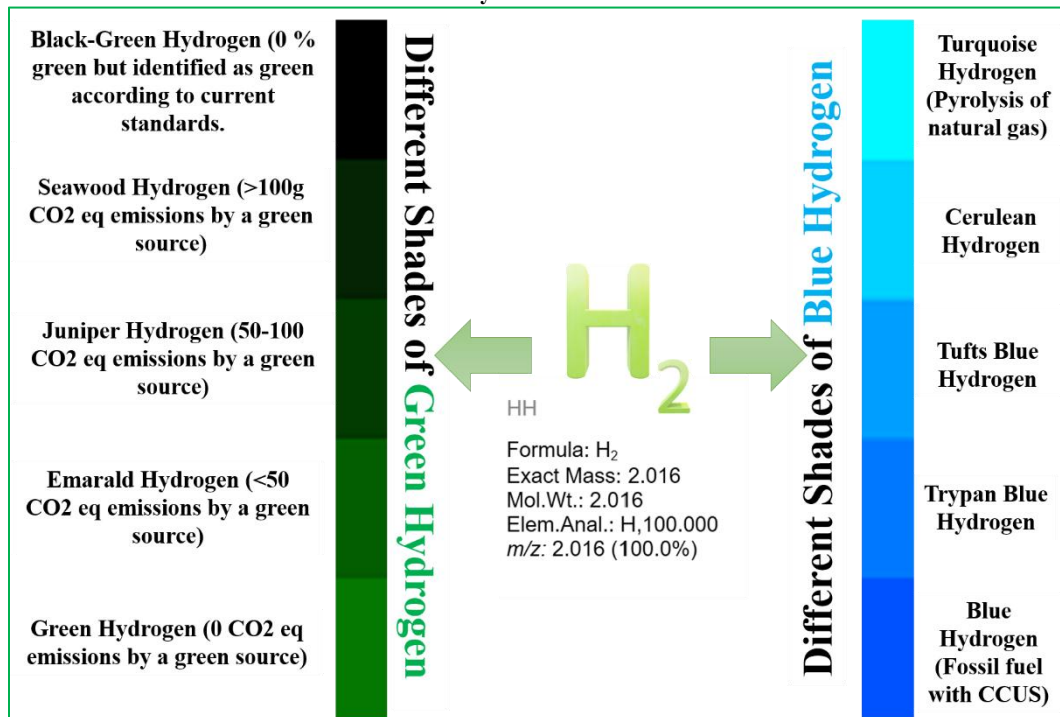 Black-Green Hydrogen (0 %
green but identified as green
according to current
standards.
Seawood Hydrogen (>100g
CO2 eq emissions by a green
source)
Juniper Hydrogen (50-100
CO2 eq emissions by a green
source)
Emarald Hydrogen (<50
CO2 eq emissions by a green
source)
Green Hydrogen (0 CO2 eq
emissions by a green source)
Different Shades of Green Hydrogen
H2
HH
Formula: H₂
Exact Mass: 2.016
Mol.Wt.: 2.016
Elem.Anal.: H,100.000
m/z: 2.016 (100.0%)
Different Shades of Blue Hydrogen
Turquoise
Hydrogen
(Pyrolysis of
natural gas)
Cerulean
Hydrogen
Tufts Blue
Hydrogen
Trypan Blue
Hydrogen
Blue
Hydrogen
(Fossil fuel
with CCUS)